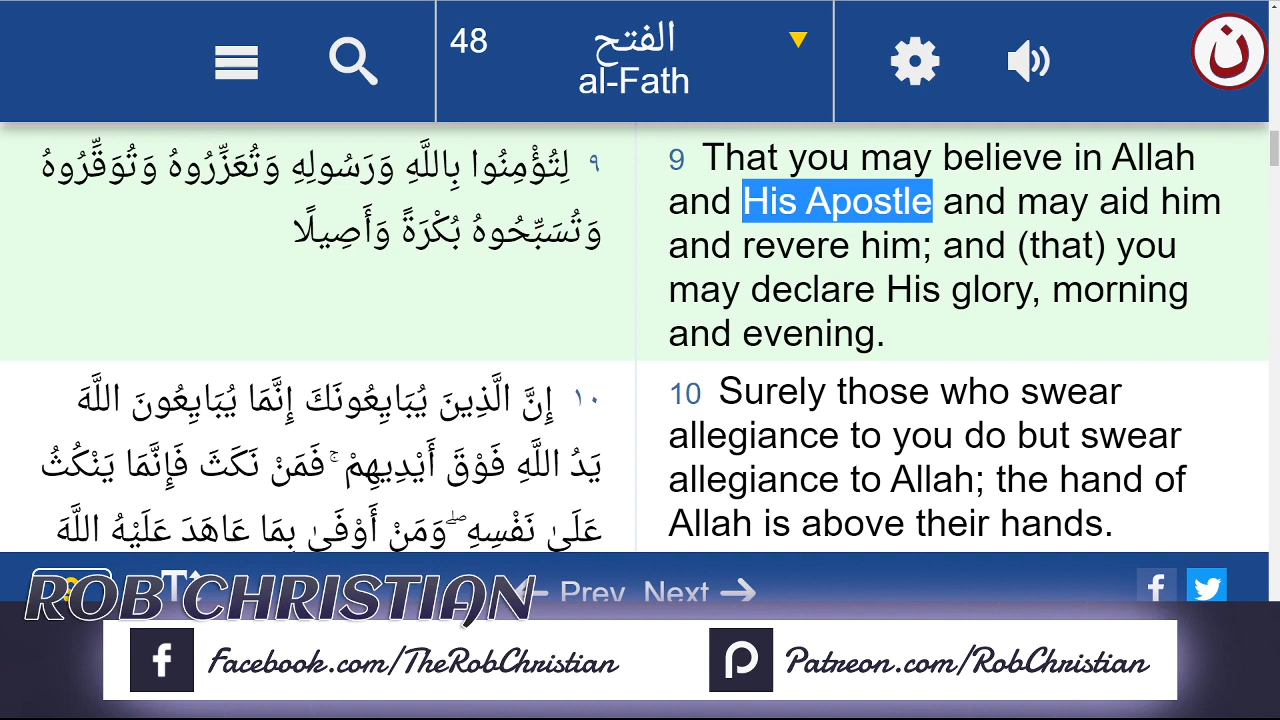 48
الفتح
al-Fath
ن
٩ لِتُؤْمِنُوا بِاللَّهِ وَرَسُولِهِ وَتُعَزِّرُوهُ وَتُوَقِّرُوهُ
وَتُسَبِّحُوهُ بُكْرَةً وَأَصِيلًا
9 That you may believe in Allah
and His Apostle and may aid him
and revere him; and (that) you
may declare His glory, morning
and evening.
١٠ إِنَّ الَّذِينَ يُبَايِعُونَكَ إِنَّمَا يُبَايِعُونَ اللَّهَ
يَدُ اللَّهِ فَوْقَ أَيْدِيهِمْ ۚ فَمَنْ نَكَثَ فَإِنَّمَا يَنْكُثُ
عَلَىٰ نَفْسِهِ ۖ وَمَنْ أَوْفَىٰ بِمَا عَاهَدَ عَلَيْهُ اللَّهَ
10 Surely those who swear
allegiance to you do but swear
allegiance to Allah; the hand of
Allah is above their hands.
Prev Next
ROB CHRISTIAN
Facebook.com/TheRobChristian
Patreon.com/RobChristian